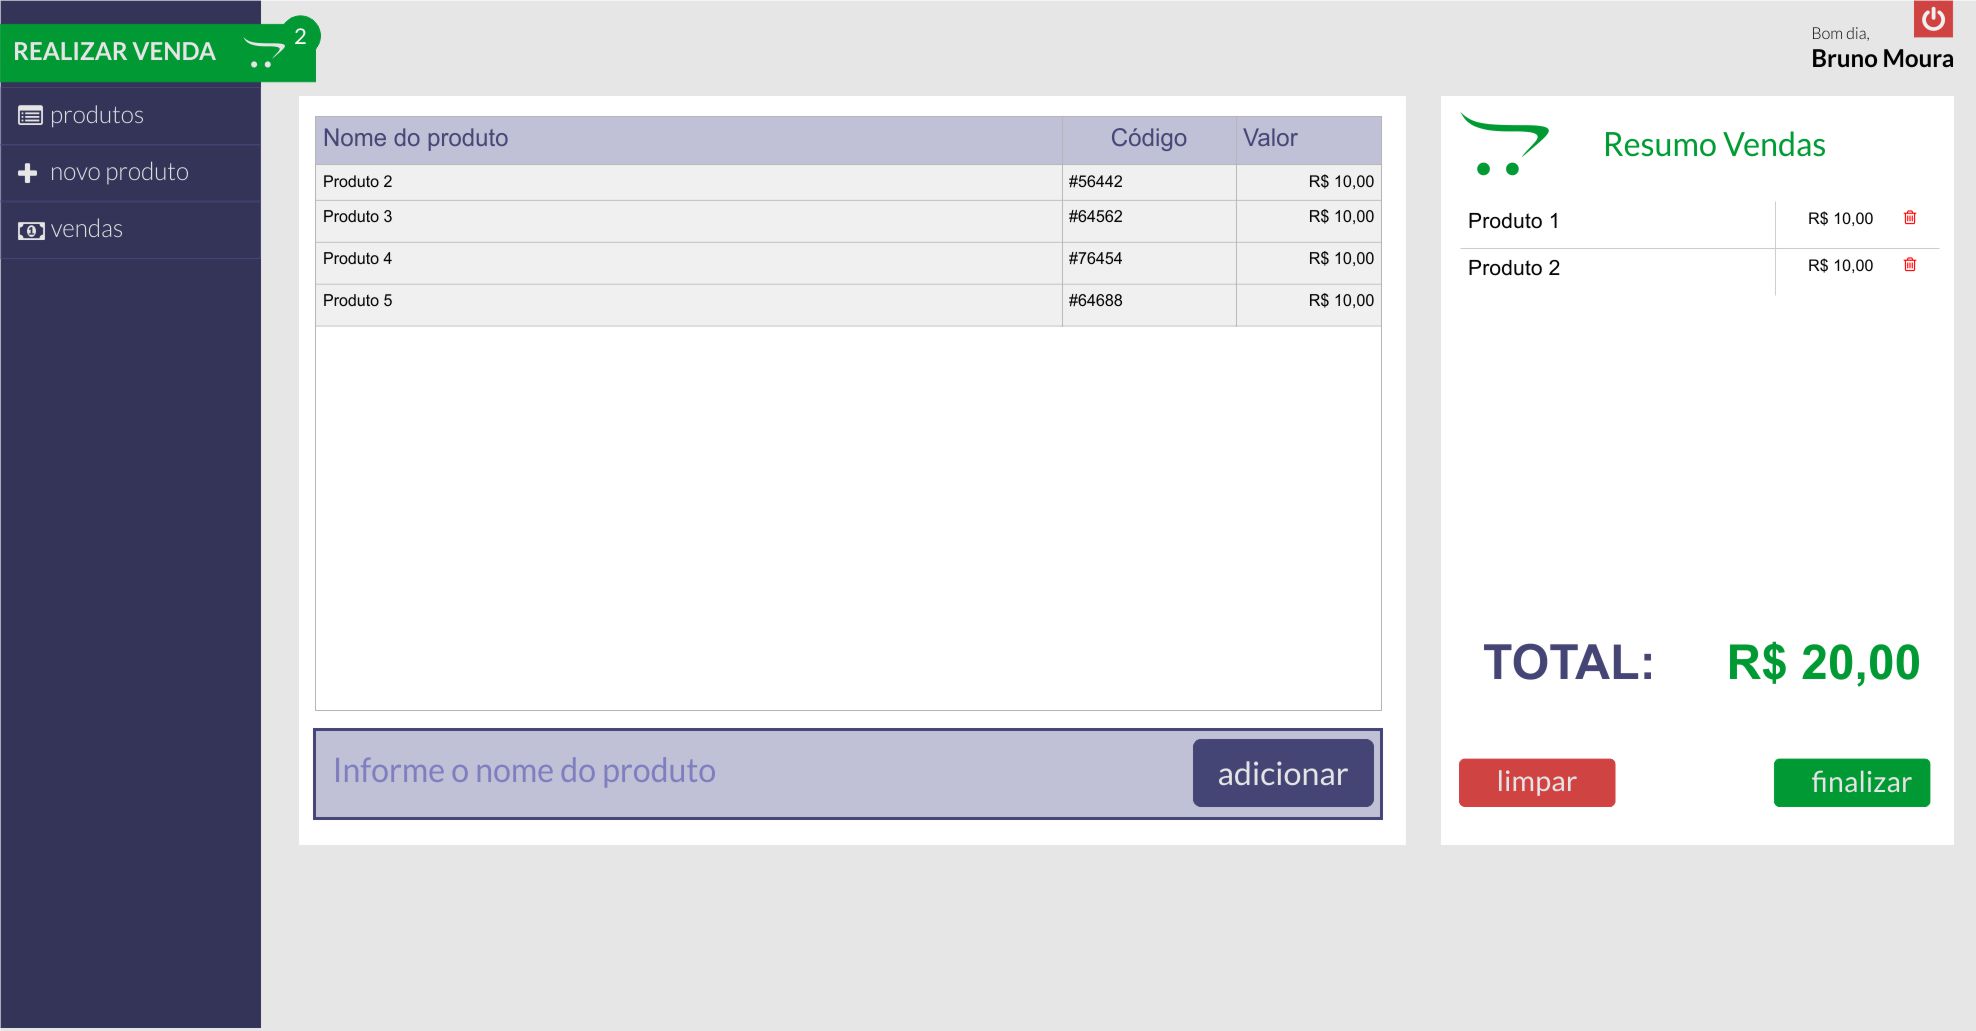 REALIZAR VENDA 2
produtos
novo produto
vendas
Bom dia,
Bruno Moura
Nome do produto Código Valor
Produto 2 #56442 R$ 10,00
Produto 3 #64562 R$ 10,00
Produto 4 #76454 R$ 10,00
Produto 5 #64688 R$ 10,00
Informe o nome do produto adicionar
Resumo Vendas
Produto 1 R$ 10,00
Produto 2 R$ 10,00
TOTAL: R$ 20,00
limpar finalizar